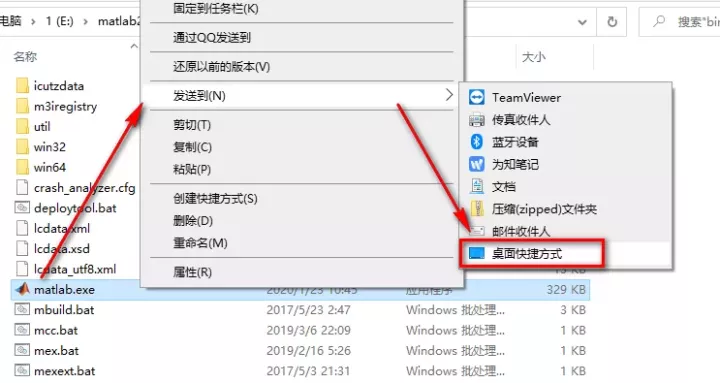 电脑 > 1 (E:) > matlab2
搜索"bin
名称
大小
固定到任务栏(K)
通过QQ发送到
还原以前的版本(V)
发送到(N)
剪切(T)
复制(C)
粘贴(P)
创建快捷方式(S)
删除(D)
重命名(M)
属性(R)
TeamViewer
传真收件人
蓝牙设备
为知笔记
文档
压缩(zipped)文件夹
邮件收件人
桌面快捷方式
icutzdata
m3iregistry
util
win32
win64
crash_analyzer.cfg
deploytool.bat
lcdata.xml
lcdata.xsd
lcdata_utf8.xml 15 KB
matlab.exe 2020/1/23 10:45 应用程序 329 KB
mbuild.bat 2017/5/23 2:47 Windows 批处理... 3 KB
mcc.bat 2019/3/6 22:09 Windows 批处理... 1 KB
mex.bat 2019/2/16 5:26 Windows 批处理... 1 KB
mexext.bat 2017/5/3 21:31 Windows 批处理... 2 KB